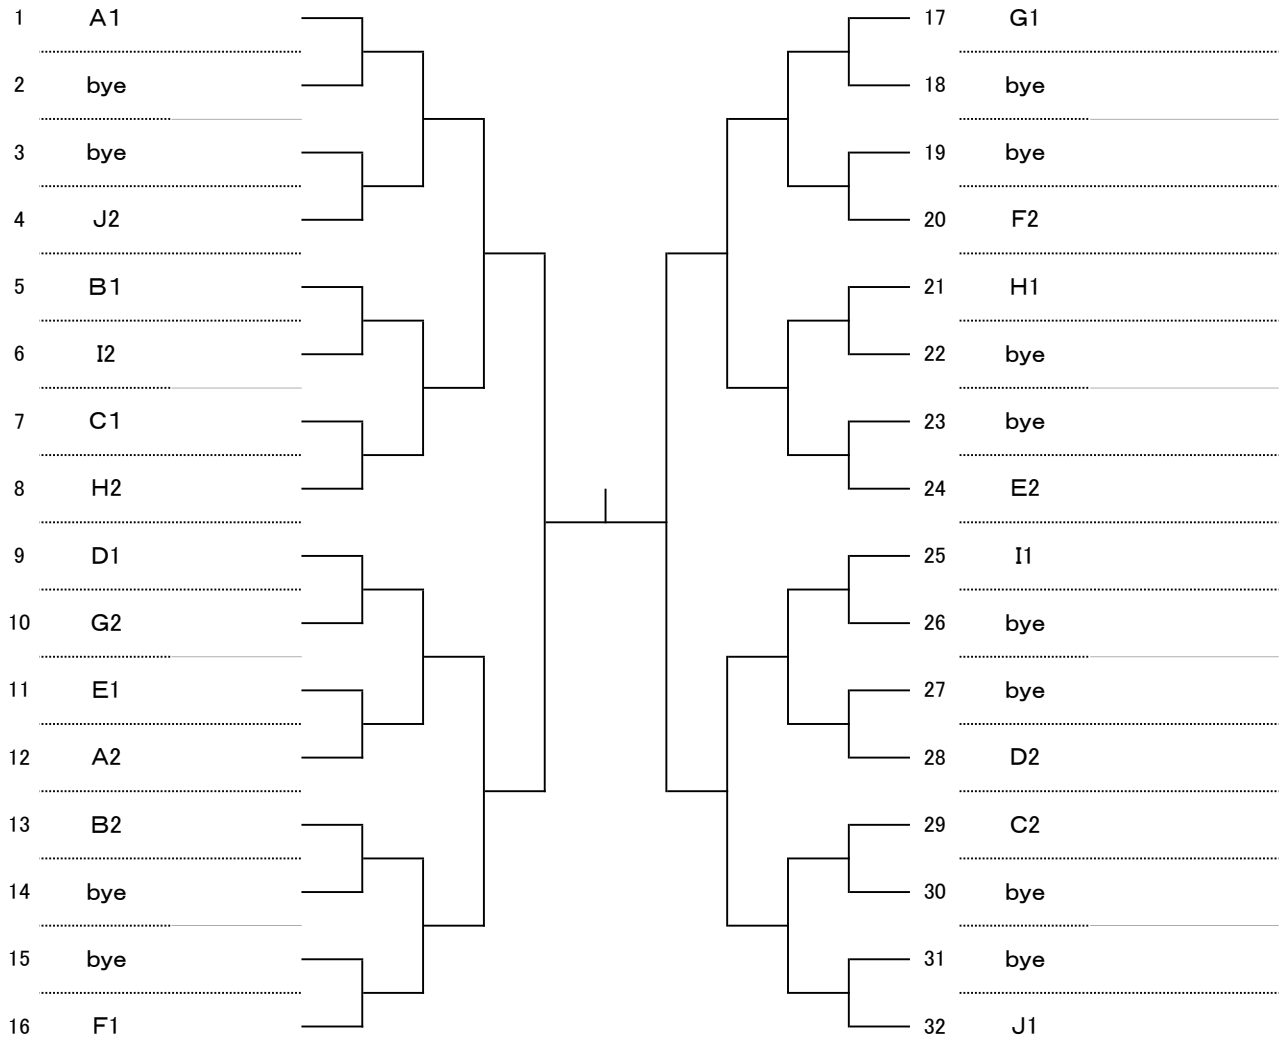 1 A1
2 bye
3 bye
4 J2
5 B1
6 I2
7 C1
8 H2
9 D1
10 G2
11 E1
12 A2
13 B2
14 bye
15 bye
16 F1
17 G1
18 bye
19 bye
20 F2
21 H1
22 bye
23 bye
24 E2
25 I1
26 bye
27 bye
28 D2
29 C2
30 bye
31 bye
32 J1